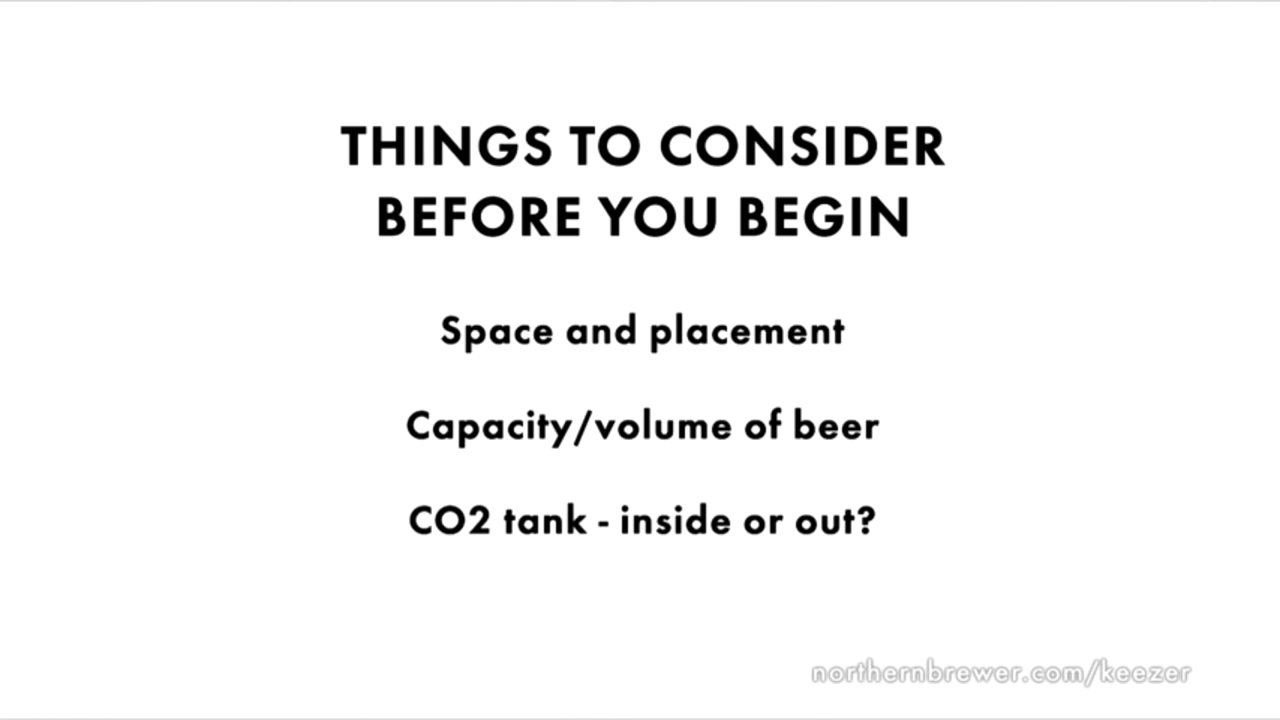 THINGS TO CONSIDER
BEFORE YOU BEGIN
Space and placement
Capacity/volume of beer
CO2 tank - inside or out?
northernbrewer.com/keezer